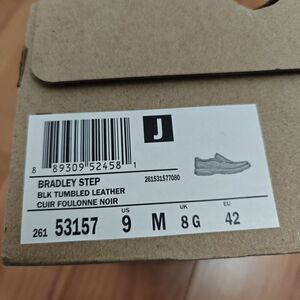 J
8 89309 52458 1
BRADLEY STEP
261531577080
BLK TUMBLED LEATHER
CUIR FOULONNE NOIR
US UK EU
261 53157 9 M 8 G 42